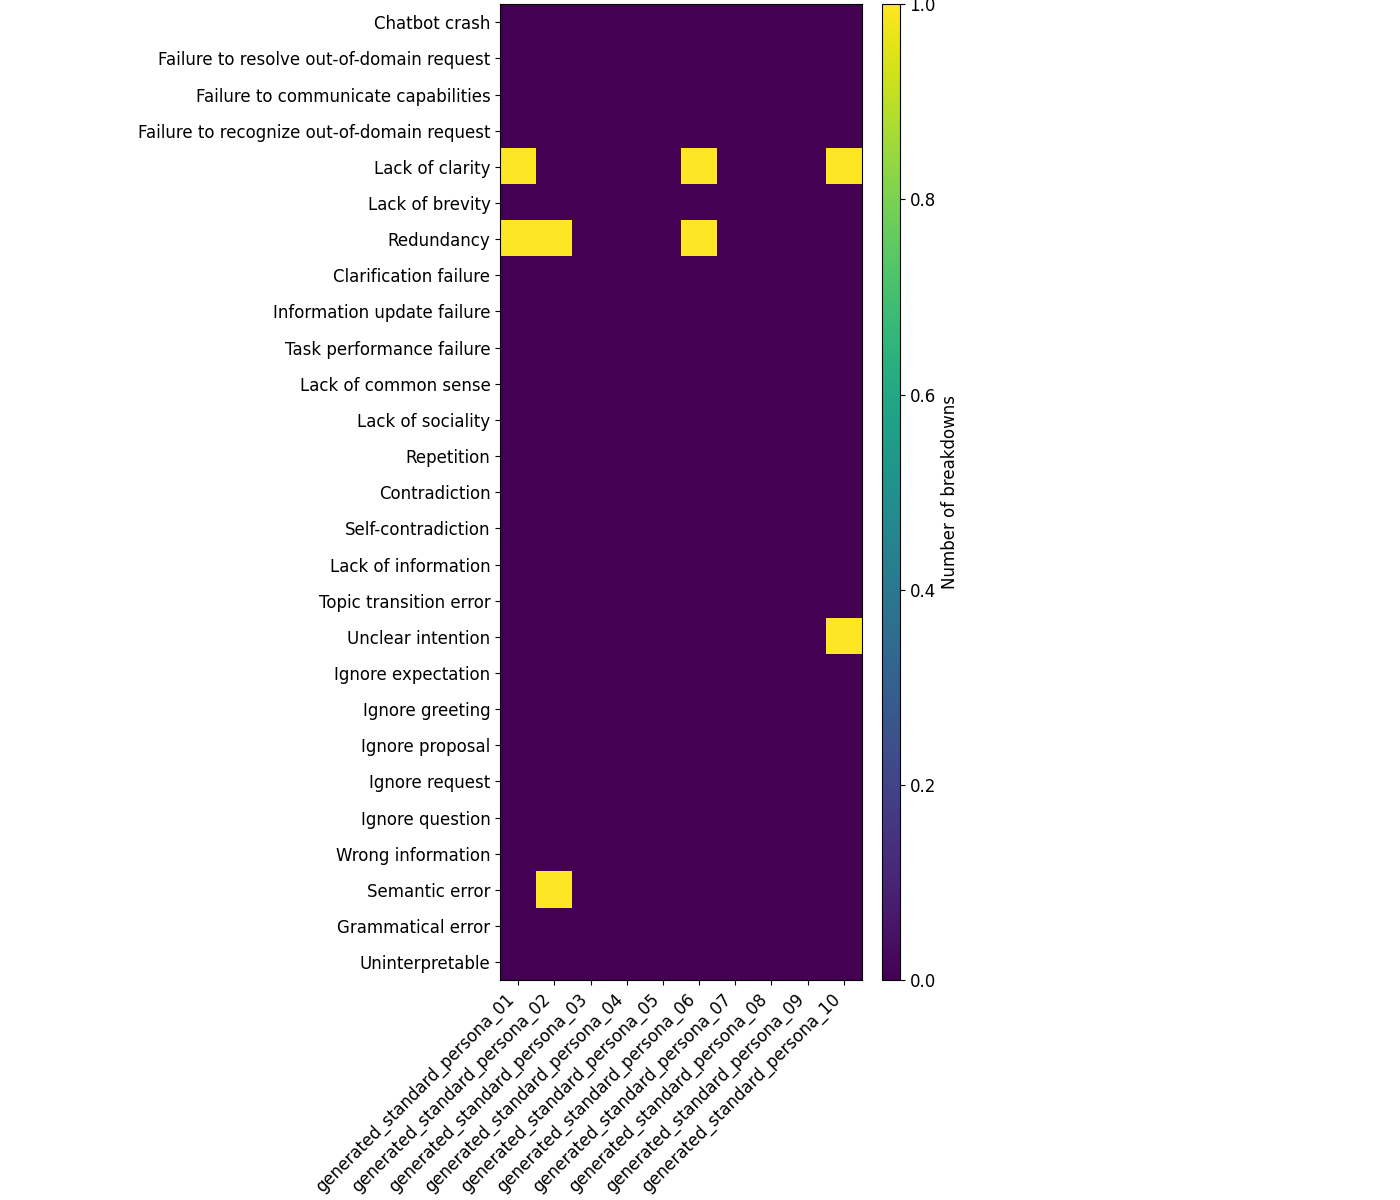 Chatbot crash
Failure to resolve out-of-domain request
Failure to communicate capabilities
Failure to recognize out-of-domain request
Lack of clarity
Lack of brevity
Redundancy
Clarification failure
Information update failure
Task performance failure
Lack of common sense
Lack of sociality
Repetition
Contradiction
Self-contradiction
Lack of information
Topic transition error
Unclear intention
Ignore expectation
Ignore greeting
Ignore proposal
Ignore request
Ignore question
Wrong information
Semantic error
Grammatical error
Uninterpretable
generated_standard_persona_01
generated_standard_persona_02
generated_standard_persona_03
generated_standard_persona_04
generated_standard_persona_05
generated_standard_persona_06
generated_standard_persona_07
generated_standard_persona_08
generated_standard_persona_09
generated_standard_persona_10
1.0
0.8
0.6
0.4
0.2
0.0
Number of breakdowns